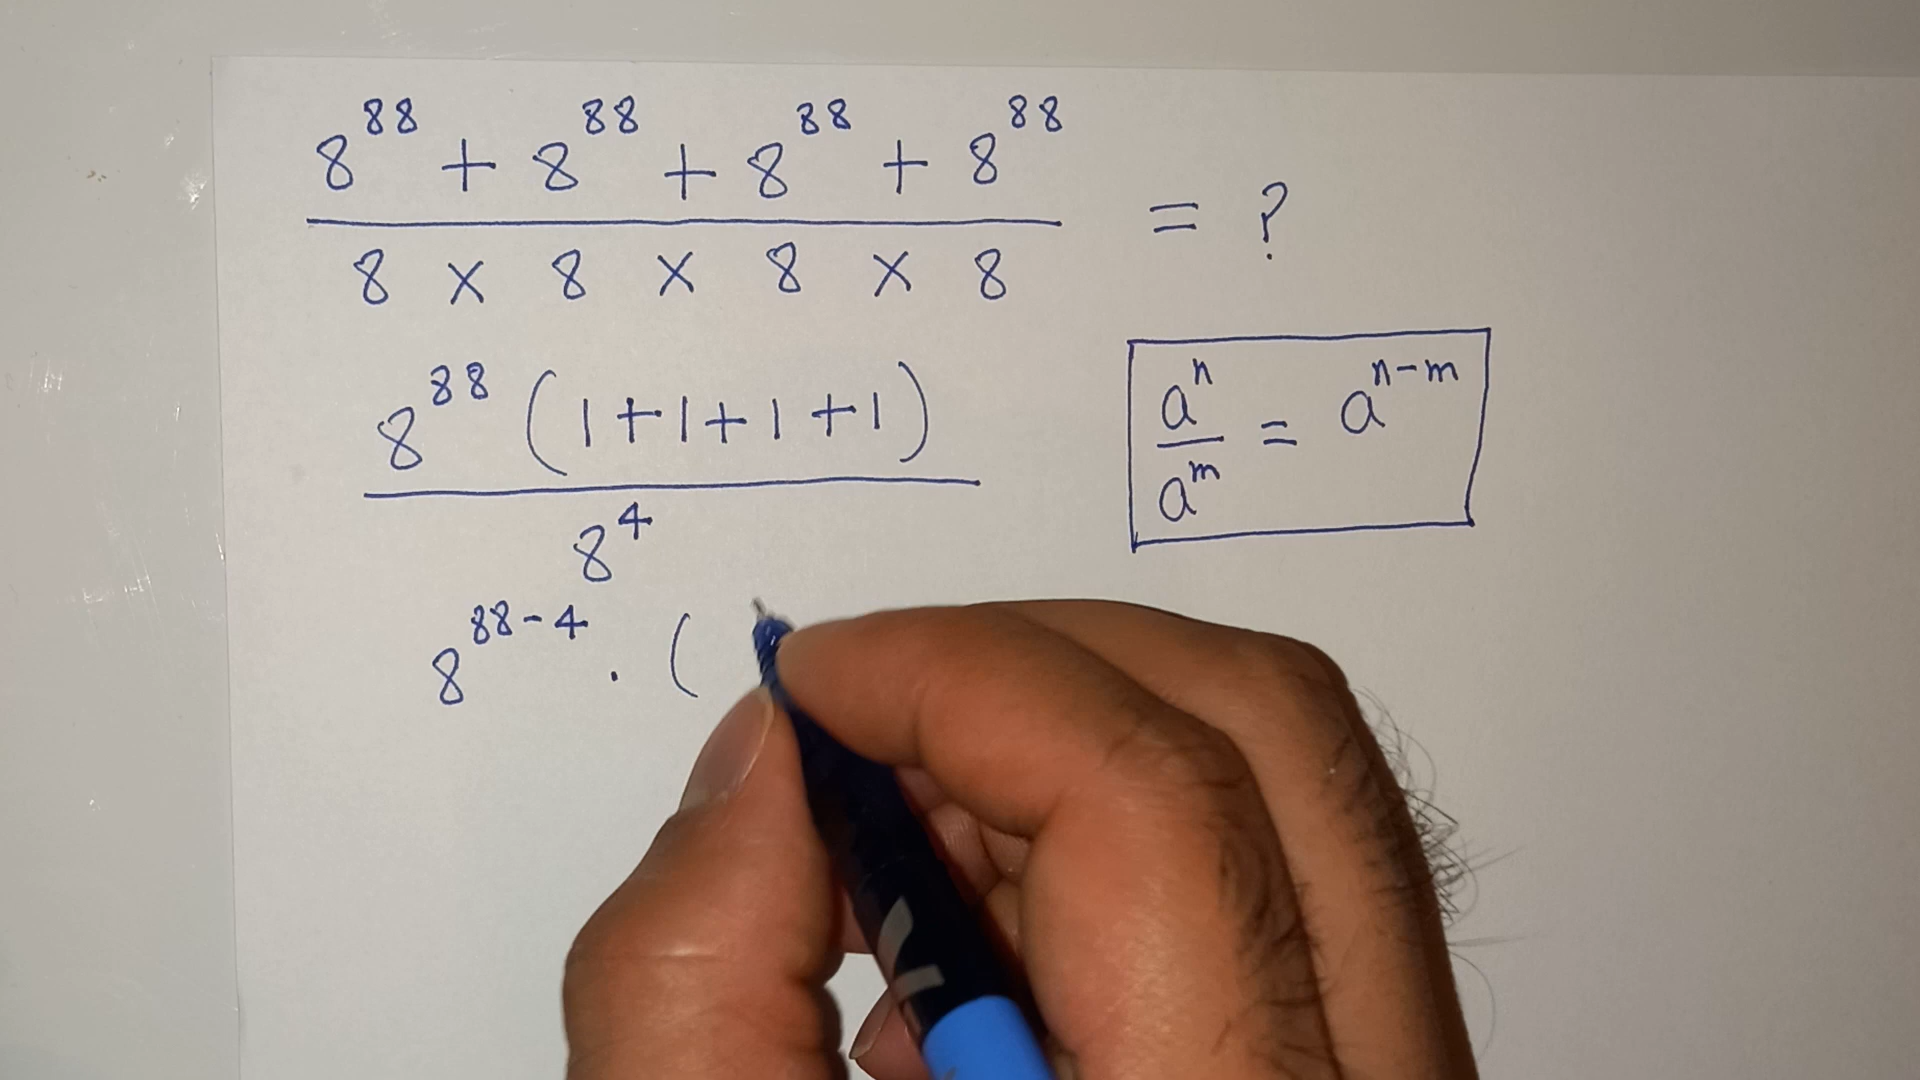 8^88 + 8^88 + 8^88 + 8^88 / 8 × 8 × 8 × 8 = ?
8^88 (1+1+1+1) / 8^4
a^n / a^m = a^n-m
8^88-4 . (